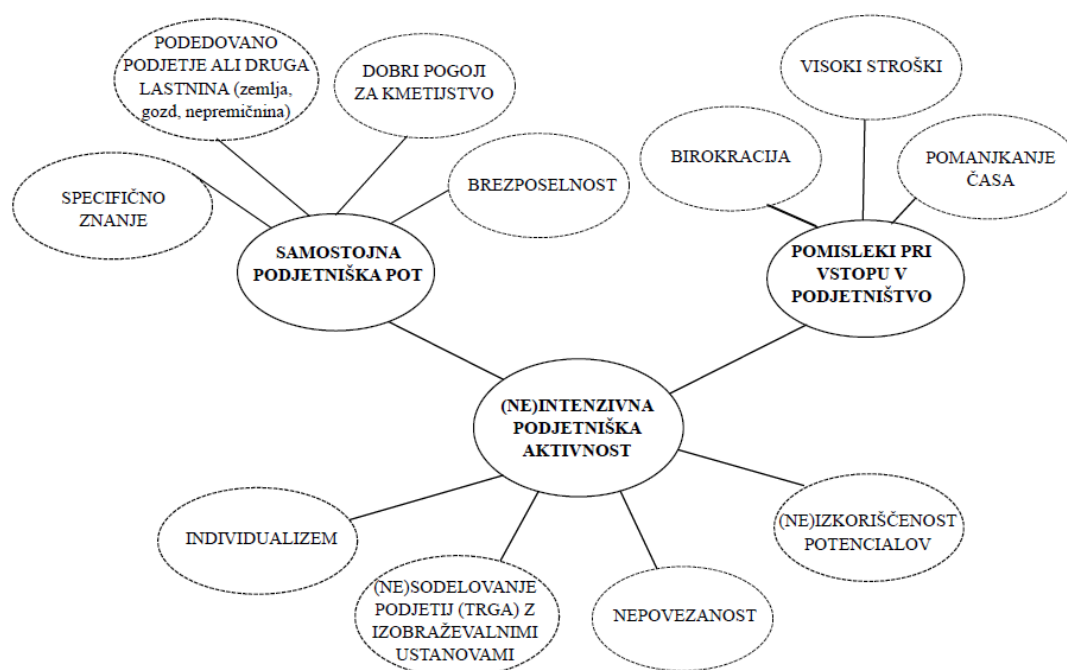 PODEDOVANO
PODJETJE ALI DRUGA
LASTNINA (zemlja,
gozd, nepremičnina)
DOBRI POGOJI
ZA KMETIJSTVO
VISOKI STROŠKI
BIROKRACIJA
POMANJKANJE
ČASA
SPECIFIČNO
ZNANJE
BREZPOSELNOST
SAMOSTOJNA
PODJETNIŠKA POT
POMISLEKI PRI
VSTOPU V
PODJETNIŠTVO
(NE)INTENZIVNA
PODJETNIŠKA
AKTIVNOST
INDIVIDUALIZEM
(NE)SODELOVANJE
PODJETIJ (TRGA) Z
IZOBRAŽEVALNIMI
USTANOVAMI
NEPOVEZANOST
(NE)IZKORIŠČENOST
POTENCIALOV